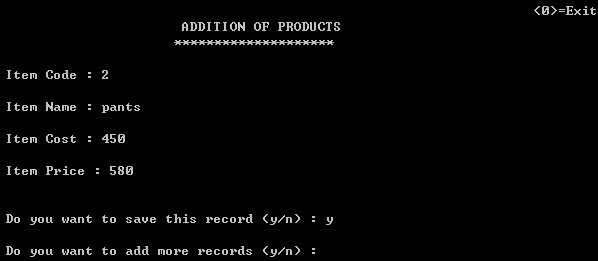 <0>=Exit
ADDITION OF PRODUCTS
********************
Item Code : 2
Item Name : pants
Item Cost : 450
Item Price : 580
Do you want to save this record (y/n) : y
Do you want to add more records (y/n) :